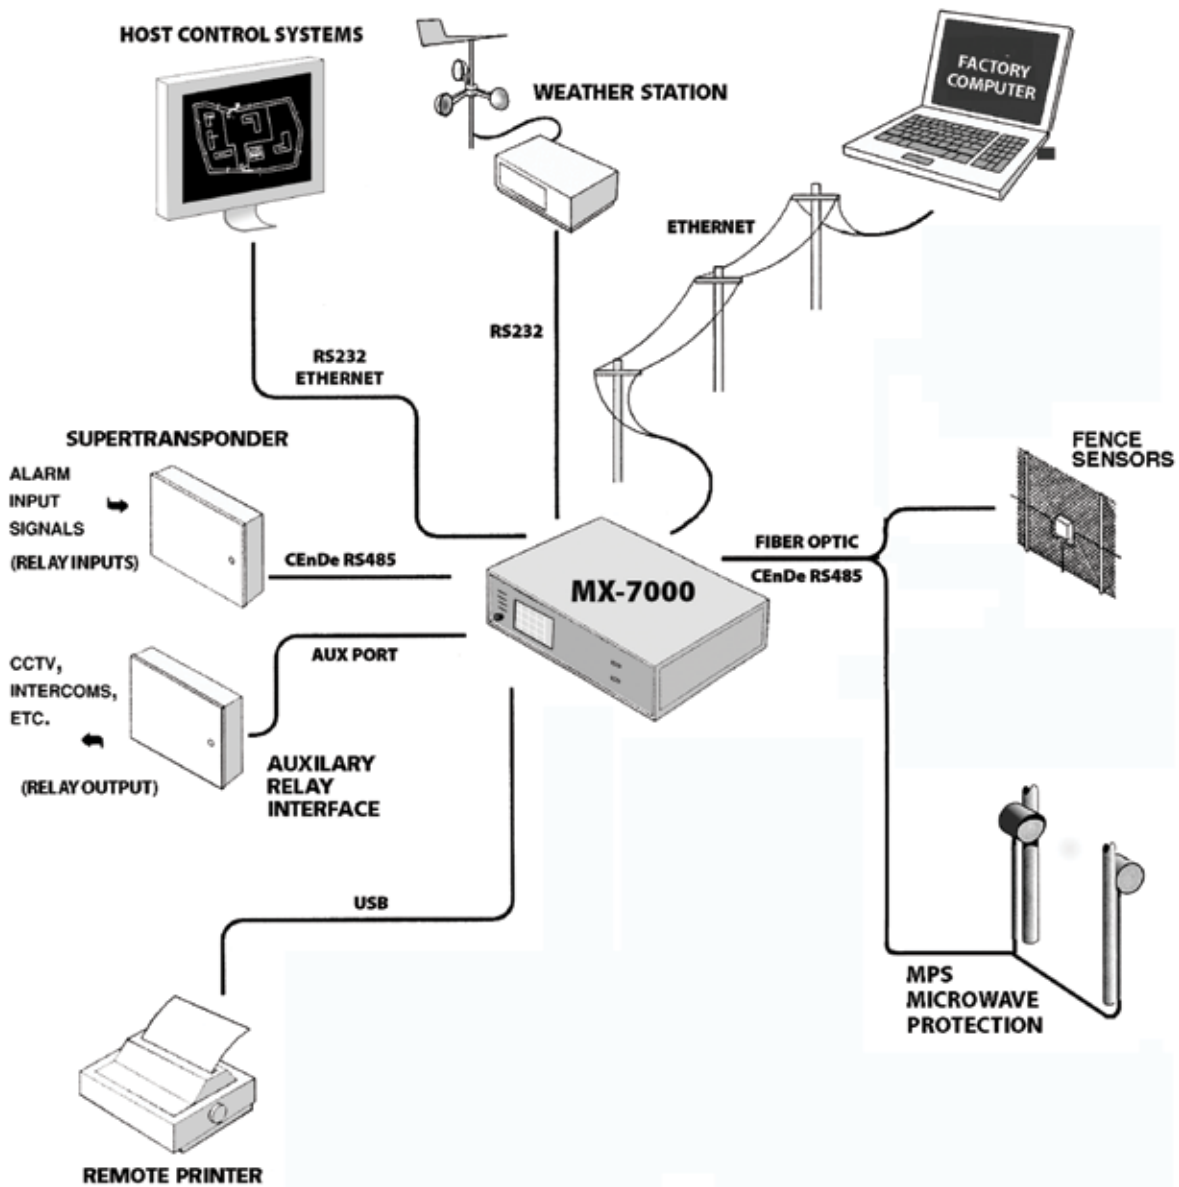 HOST CONTROL SYSTEMS
WEATHER STATION
FACTORY
COMPUTER
ETHERNET
RS232
RS232
ETHERNET
SUPERTRANSPONDER
ALARM
INPUT
SIGNALS
(RELAY INPUTS)
CEnDe RS485
FENCE
SENSORS
FIBER OPTIC
CEnDe RS485
MX-7000
AUX PORT
CCTV,
INTERCOMS,
ETC.
(RELAY OUTPUT)
AUXILARY
RELAY
INTERFACE
USB
MPS
MICROWAVE
PROTECTION
REMOTE PRINTER